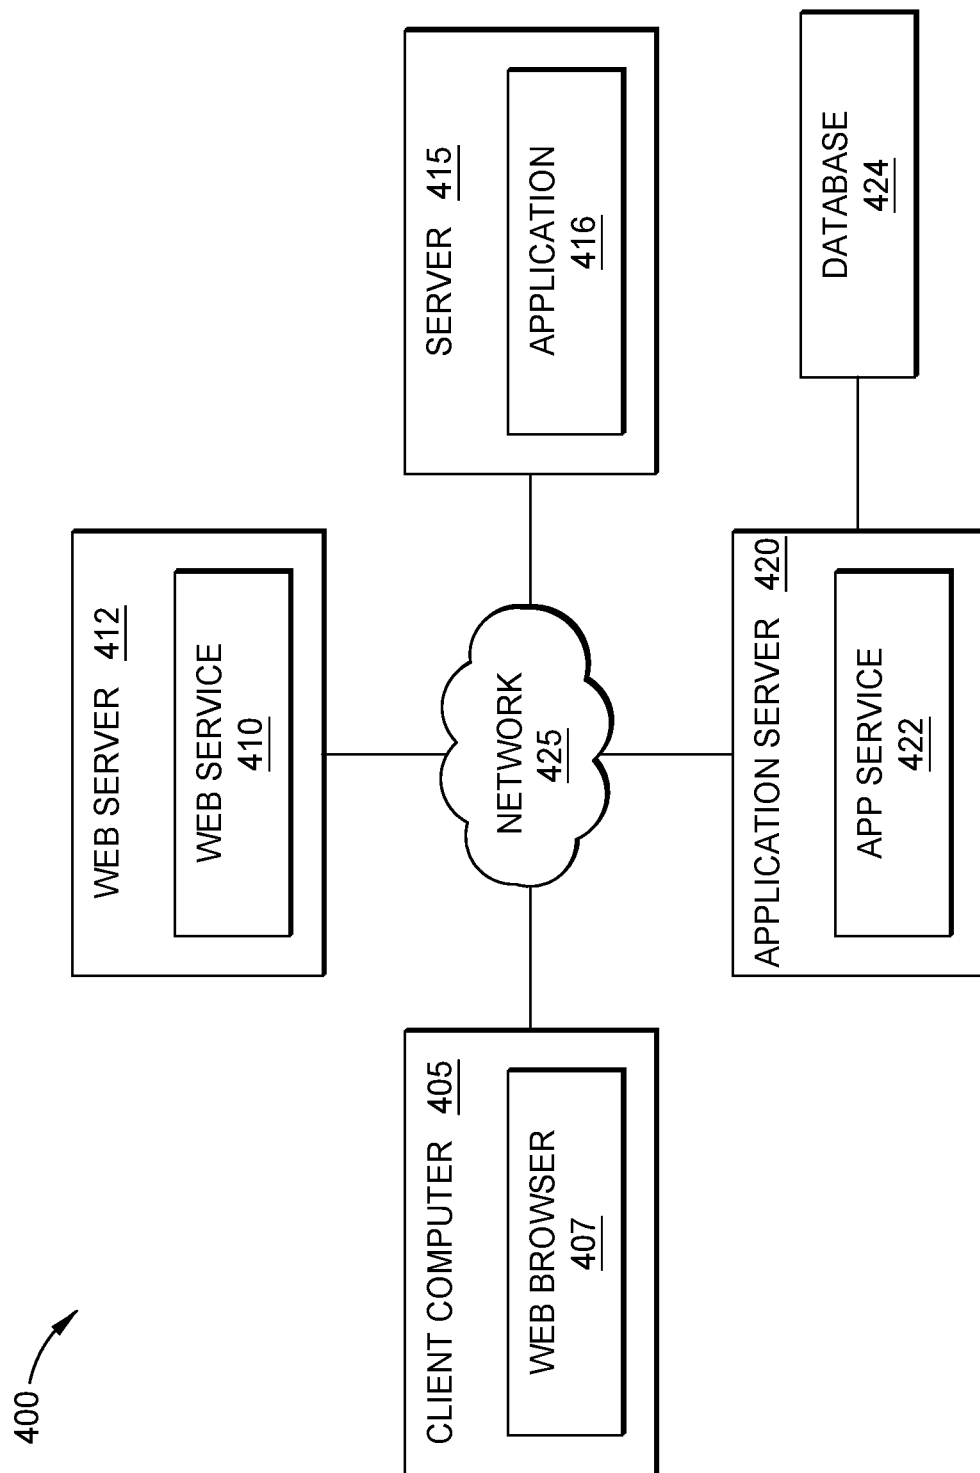 400
WEB SERVER 412
WEB SERVICE
410
CLIENT COMPUTER 405
WEB BROWSER
407
NETWORK
425
SERVER 415
APPLICATION
416
APPLICATION SERVER 420
APP SERVICE
422
DATABASE
424